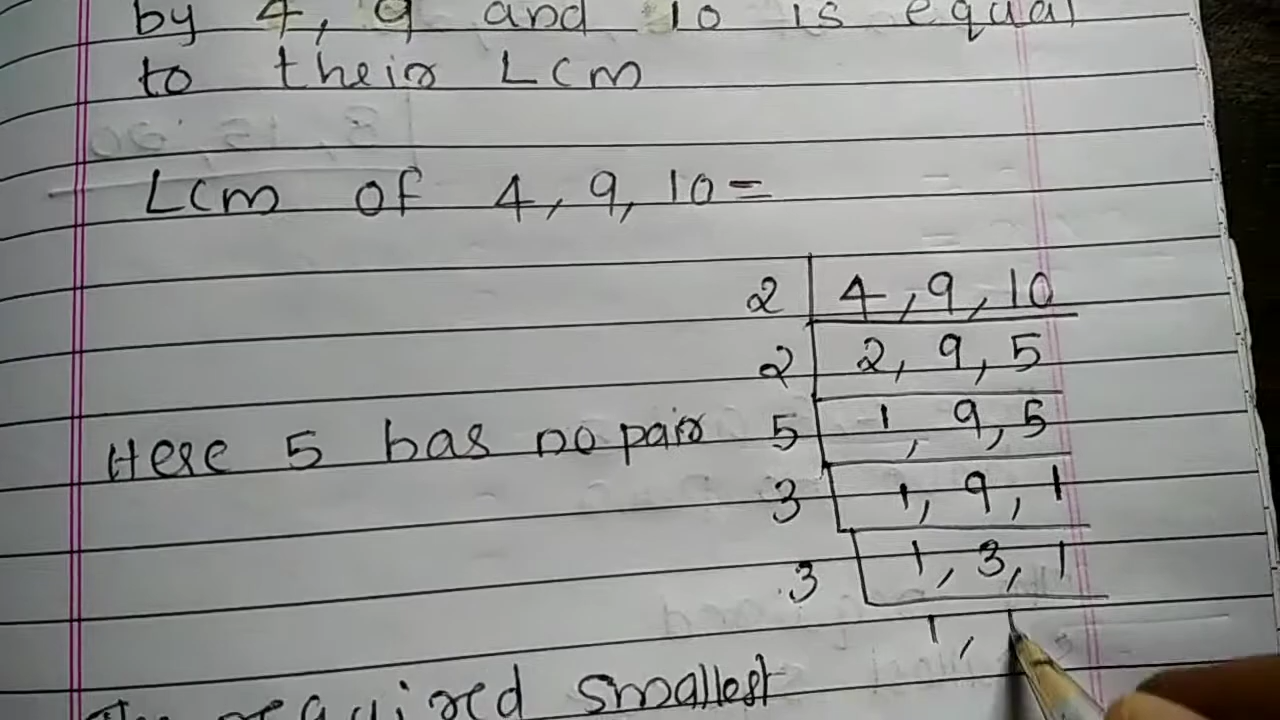 by 4, 9 and 10 is equal
to their LCM
LCM of 4, 9, 10 =
2 | 4, 9, 10
2 | 2, 9, 5
Here 5 has no pair 5 | 1, 9, 5
3 | 1, 9, 1
3 | 1, 3, 1
1, 1
required smallest